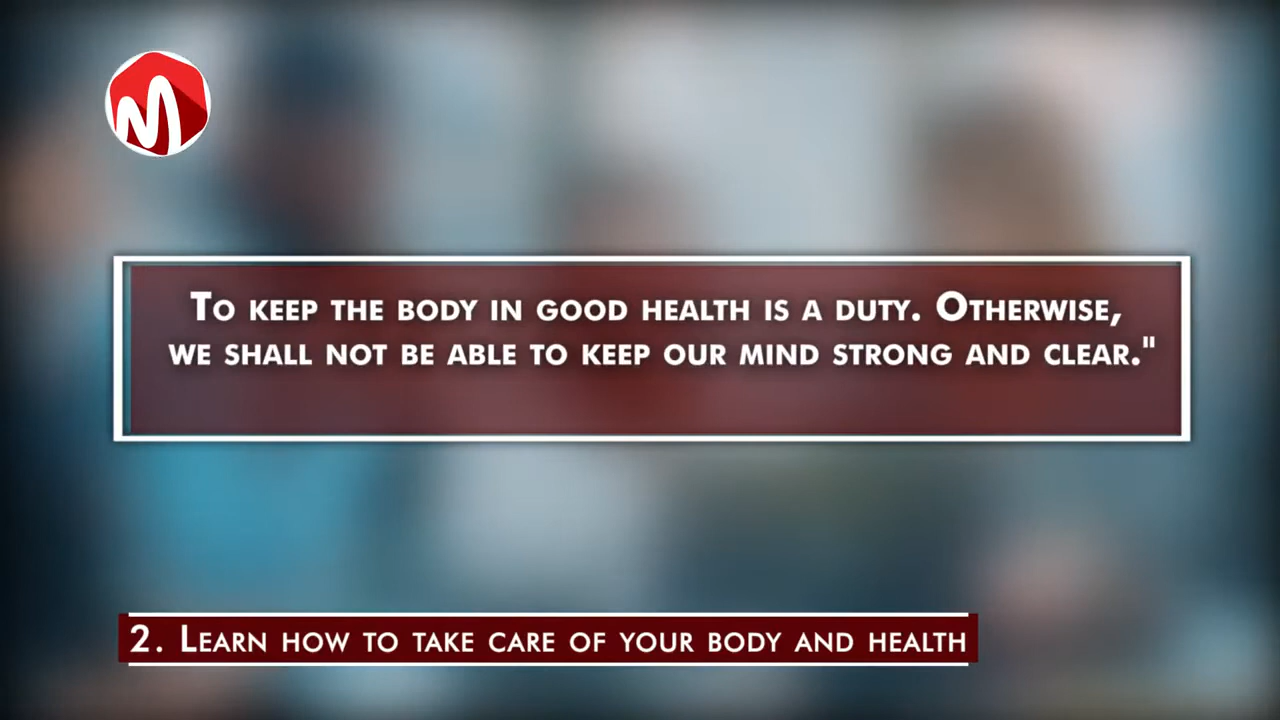 To keep the body in good health is a duty. Otherwise,
we shall not be able to keep our mind strong and clear."
2. Learn how to take care of your body and health